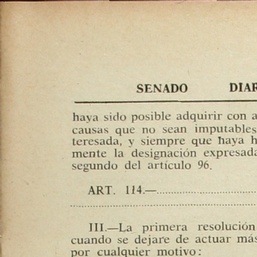 SENADO DIAR
haya sido posible adquirir con a
causas que no sean imputables
teresada, y siempre que haya h
mente la designación expresada
segundo del artículo 96.
ART. 114.—..............................
............................................................
III.—La primera resolución
cuando se dejare de actuar más
por cualquier motivo: